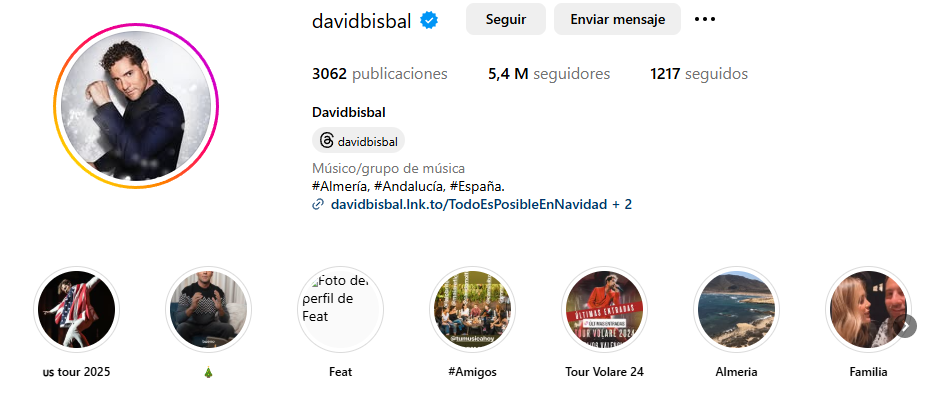 davidbisbal
Seguir
Enviar mensaje
3062 publicaciones
5,4 M seguidores
1217 seguidos
Davidbisbal
davidbisbal
Músico/grupo de música
#Almería, #Andalucía, #España.
davidbisbal.lnk.to/TodoEsPosibleEnNavidad + 2
Foto del
perfil de
Feat
@tumusicahoy
ÚLTIMAS ENTRADAS
TOUR VOLARE 2024
us tour 2025
Feat
#Amigos
Tour Volare 24
Almeria
Familia